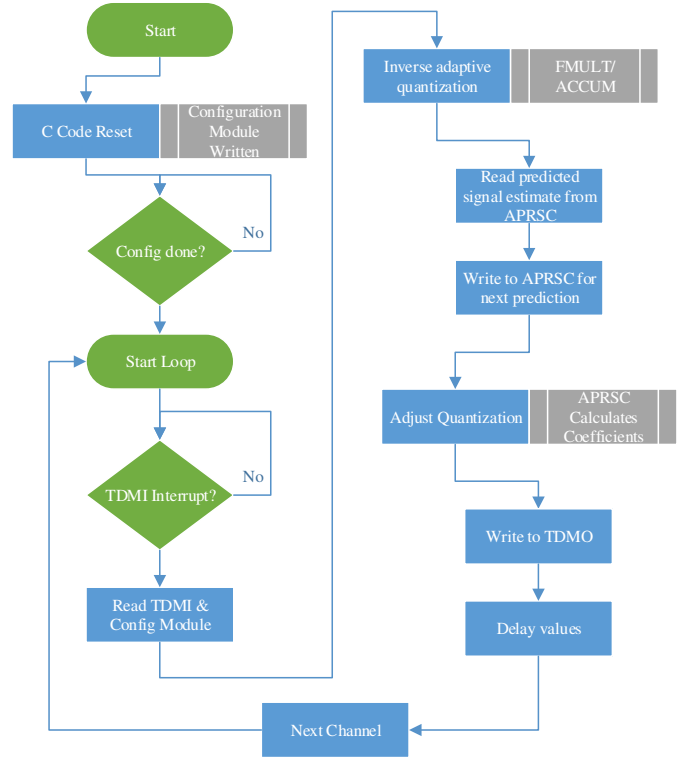 Start
C Code Reset
Configuration
Module
Written
No
Config done?
Start Loop
No
TDMI Interrupt?
Read TDMI &
Config Module
Inverse adaptive
quantization
FMULT/
ACCUM
Read predicted
signal estimate from
APRSC
Write to APRSC for
next prediction
Adjust Quantization
APRSC
Calculates
Coefficients
Write to TDMO
Delay values
Next Channel